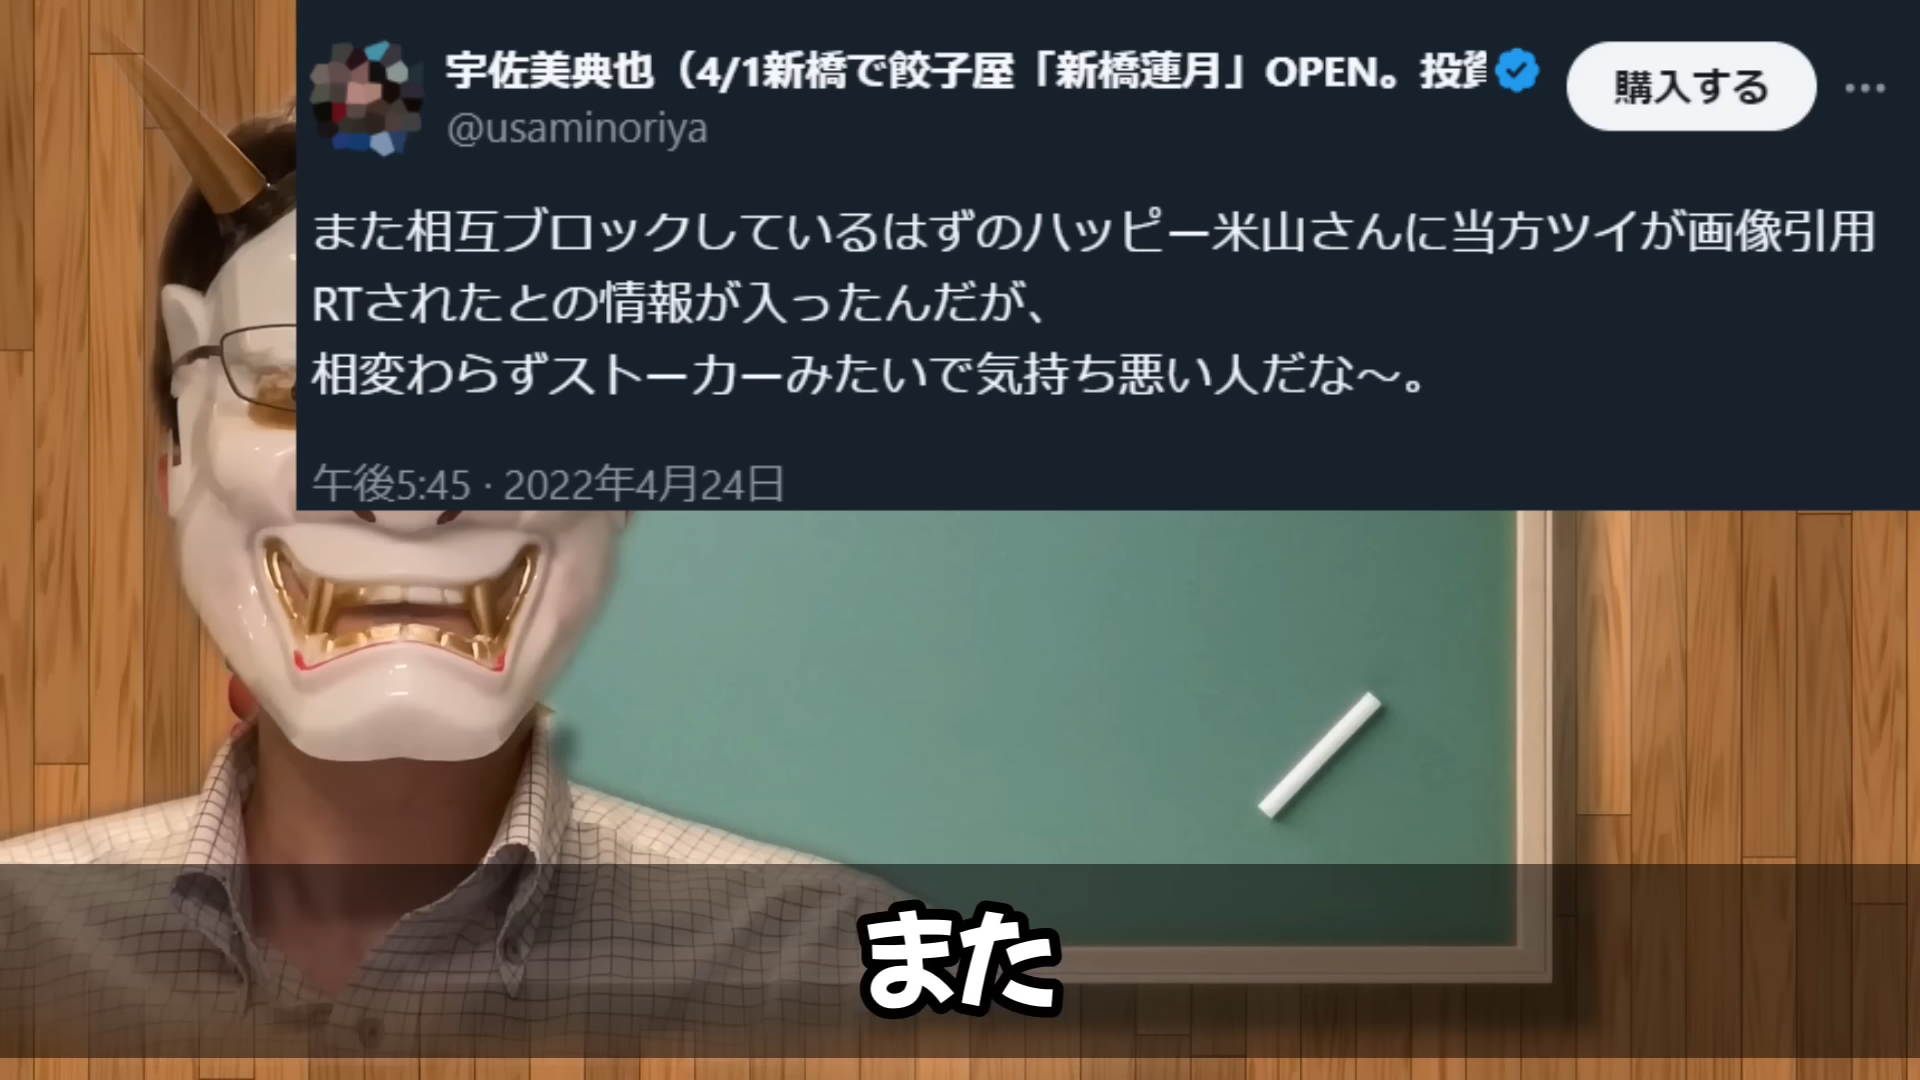 宇佐美典也（4/1新橋で餃子屋「新橋蓮月」OPEN。投資
購入する
@usaminoriya
また相互ブロックしているはずのハッピー米山さんに当方ツイが画像引用
RTされたとの情報が入ったんだが、
相変わらずストーカーみたいで気持ち悪い人だな〜。
午後5:45 · 2022年4月24日
また